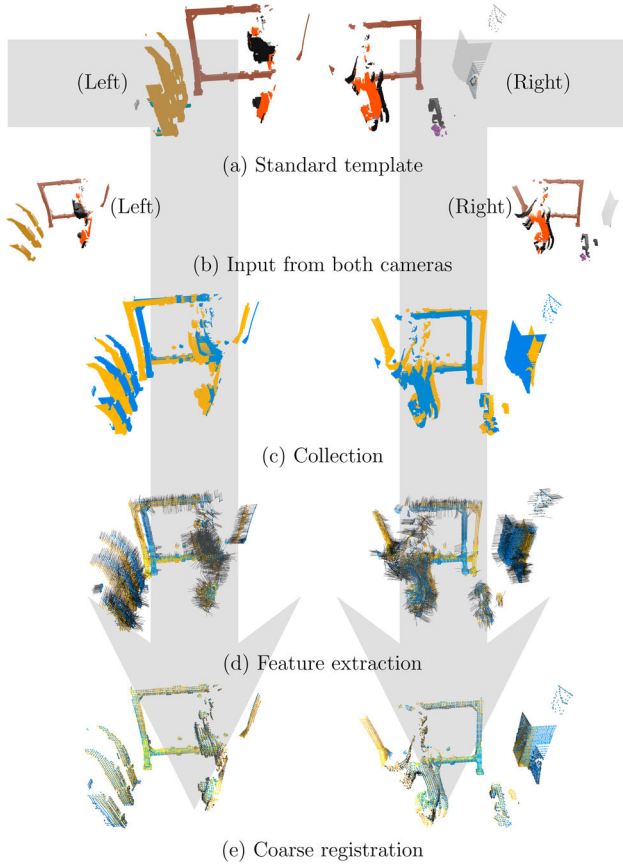 (Left)
(Right)
(a) Standard template
(Left)
(Right)
(b) Input from both cameras
(c) Collection
(d) Feature extraction
(e) Coarse registration